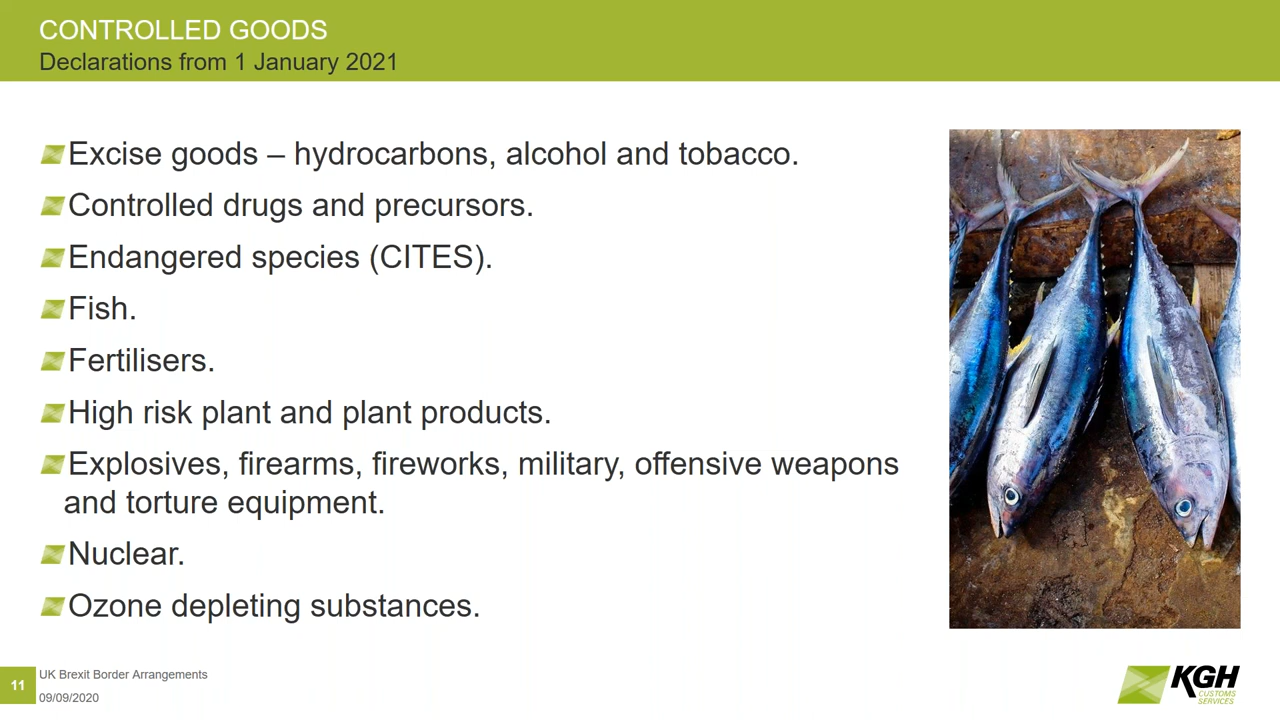 CONTROLLED GOODS
Declarations from 1 January 2021
Excise goods – hydrocarbons, alcohol and tobacco.
Controlled drugs and precursors.
Endangered species (CITES).
Fish.
Fertilisers.
High risk plant and plant products.
Explosives, firearms, fireworks, military, offensive weapons
and torture equipment.
Nuclear.
Ozone depleting substances.
11
UK Brexit Border Arrangements
09/09/2020
KGH
CUSTOMS
SERVICES